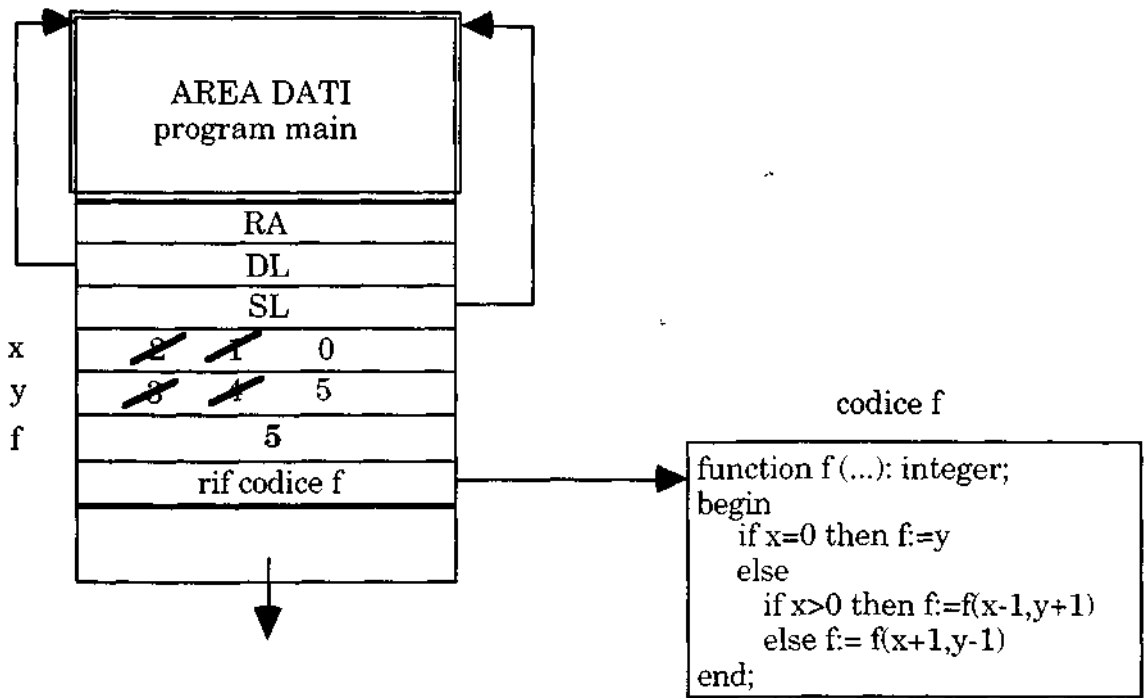 AREA DATI
program main
RA
DL
SL
x 2 1 0
y 3 4 5
f 5
rif codice f
codice f
function f (...): integer;
begin
if x=0 then f:=y
else
if x>0 then f:=f(x-1,y+1)
else f:= f(x+1,y-1)
end;